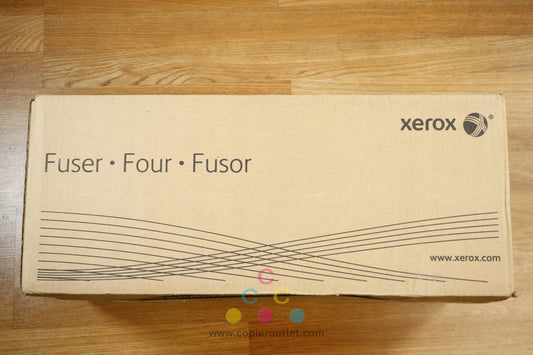 xerox ®
Fuser • Four • Fusor
www.xerox.com
C
C C
www.copieroutlet.com